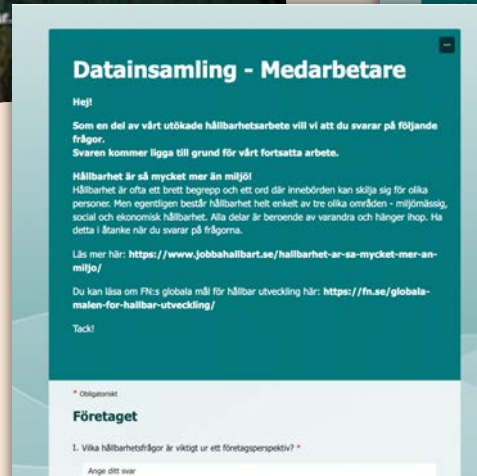 Datainsamling - Medarbetare
Hej!
Som en del av vårt utökade hållbarhetsarbete vill vi att du svarar på följande
frågor.
Svaren kommer ligga till grund för vårt fortsatta arbete.
Hållbarhet är så mycket mer än miljö!
Hållbarhet är ofta ett brett begrepp och ett ord där innebörden kan skilja sig för olika
personer. Men egentligen består hållbarhet helt enkelt av tre olika områden - miljömässig,
social och ekonomisk hållbarhet. Alla delar är beroende av varandra och hänger ihop. Ha
detta i åtanke när du svarar på frågorna.
Läs mer här: https://www.jobbahallbart.se/hallbarhet-ar-sa-mycket-mer-an-
miljo/
Du kan läsa om FN:s globala mål för hållbar utveckling här: https://fn.se/globala-
malen-for-hallbar-utveckling/
Tack!
* Obligatoriskt
Företaget
1. Vilka hållbarhetsfrågor är viktigt ur ett företagsperspektiv? *
Ange ditt svar